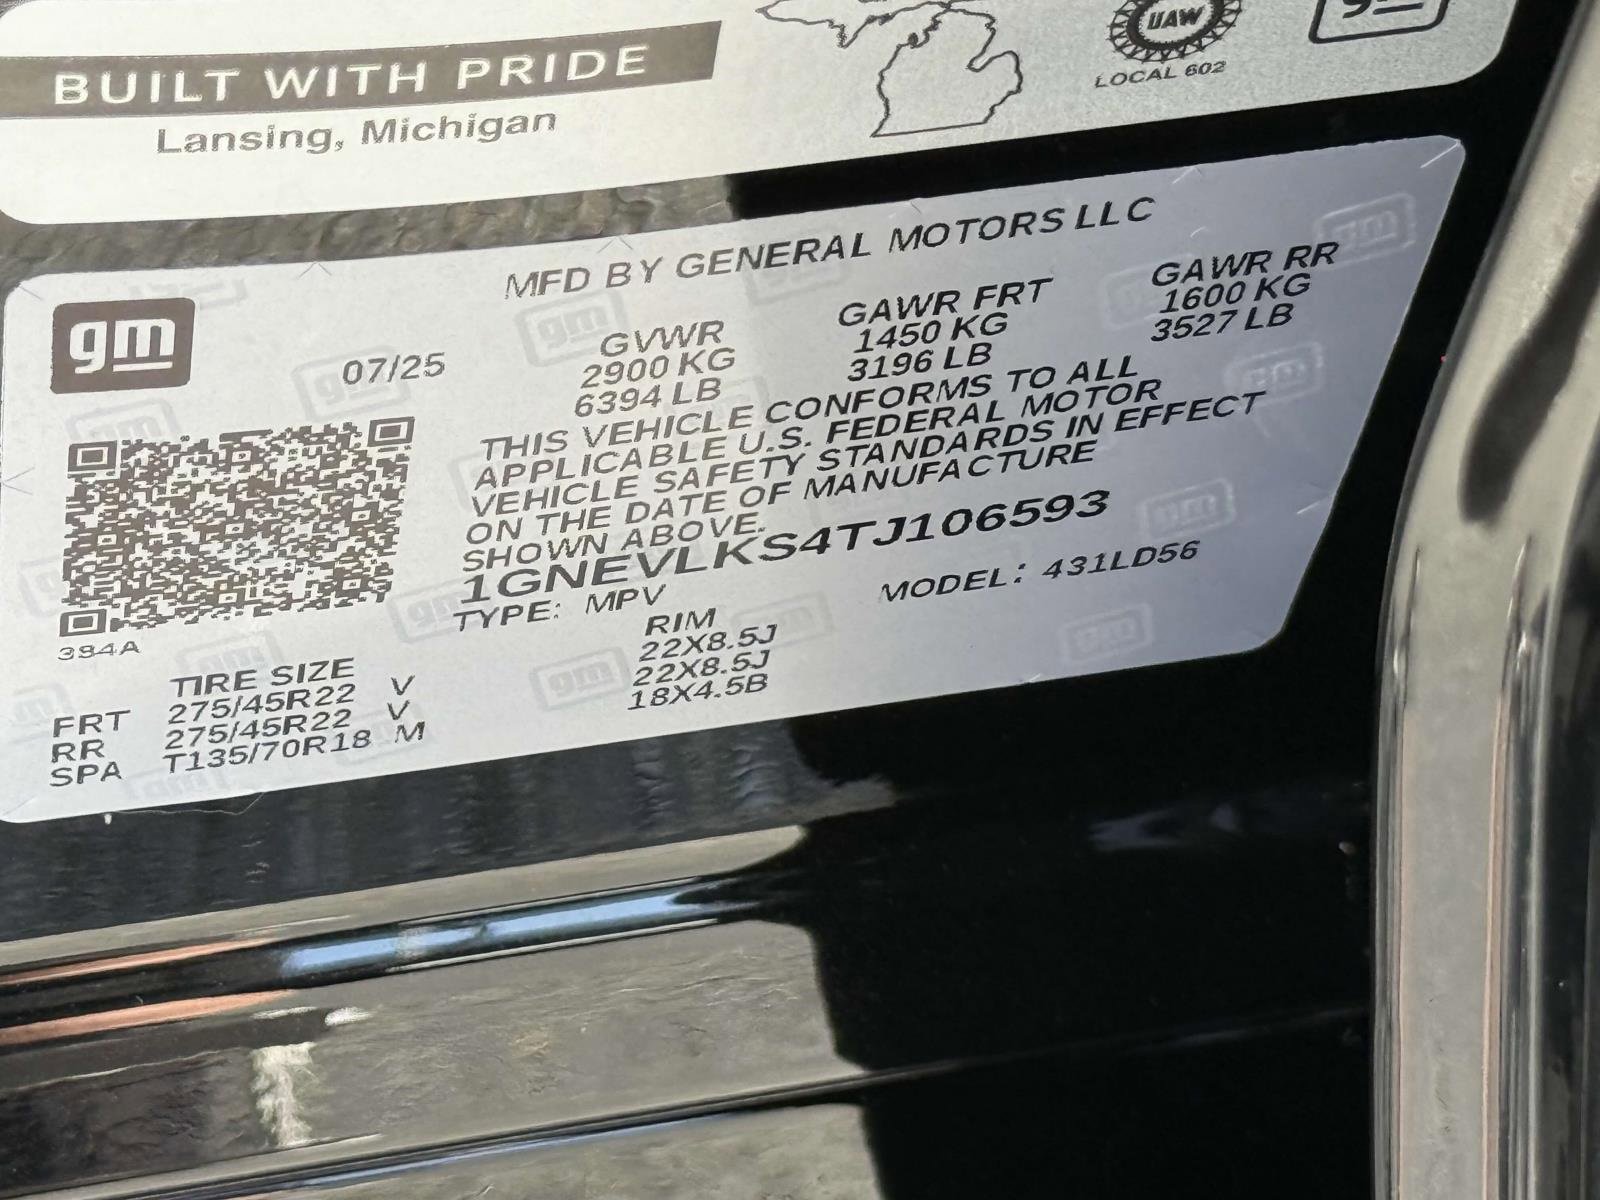 BUILT WITH PRIDE
Lansing, Michigan
UAW
LOCAL 602
gm
MFD BY GENERAL MOTORS LLC
gm
07/25
GVWR
2900 KG
6394 LB
GAWR FRT
1450 KG
3196 LB
GAWR RR
1600 KG
3527 LB
THIS VEHICLE CONFORMS TO ALL
APPLICABLE U.S. FEDERAL MOTOR
VEHICLE SAFETY STANDARDS IN EFFECT
ON THE DATE OF MANUFACTURE
SHOWN ABOVE.
1GNEVLKS4TJ106593
TYPE: MPV MODEL: 431LD56
394A
TIRE SIZE RIM
FRT 275/45R22 V 22X8.5J
RR 275/45R22 V 22X8.5J
SPA T135/70R18 M 18X4.5B